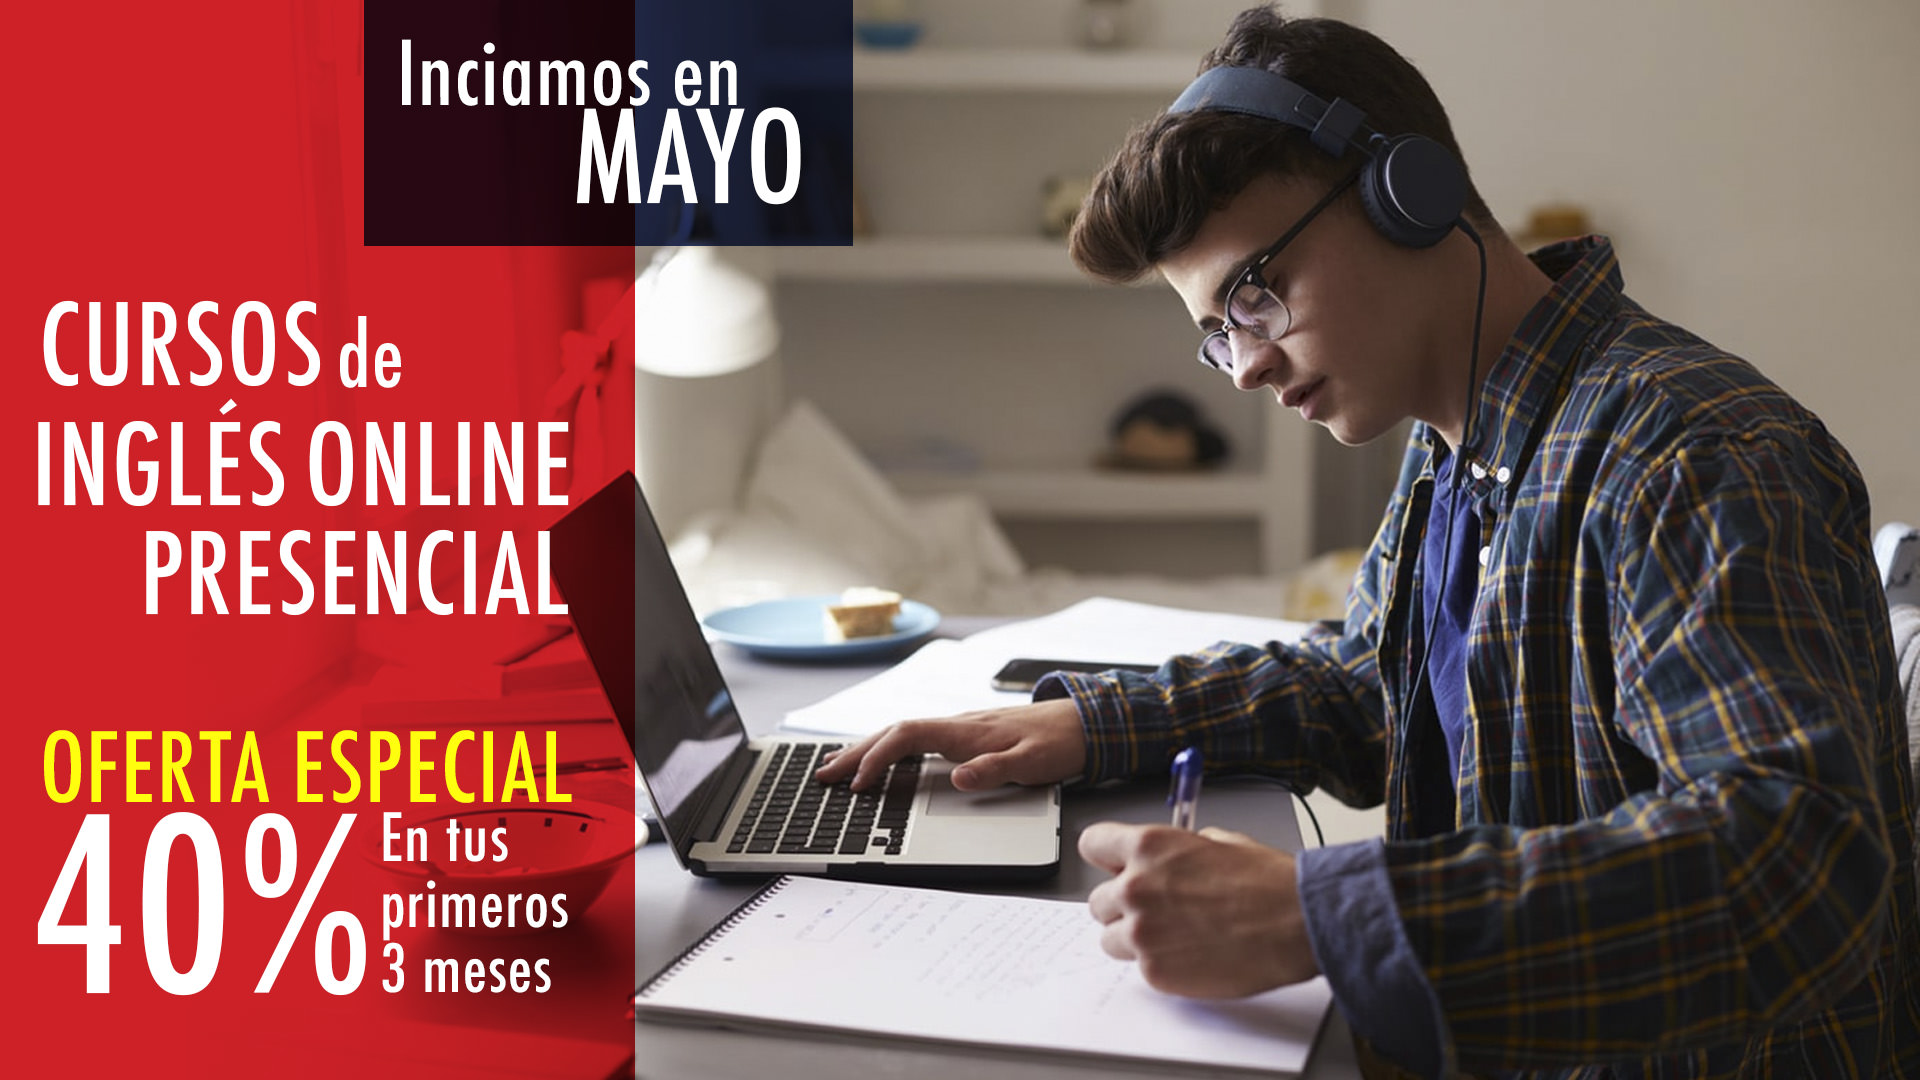 Inciamos en
MAYO
CURSOS de
INGLÉS ONLINE
PRESENCIAL
OFERTA ESPECIAL
40%
En tus
primeros
3 meses